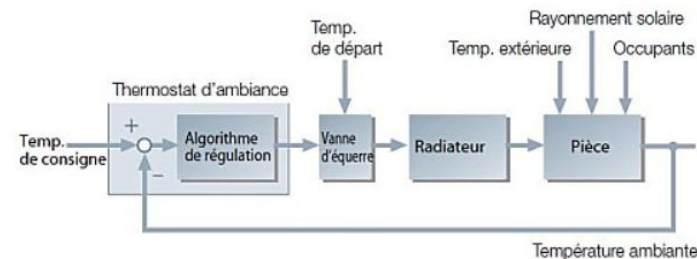 Rayonnement solaire
Temp.
de départ
Temp. extérieure
Occupants
Thermostat d'ambiance
+
Temp.
de consigne
Algorithme
de régulation
Vanne
d'équerre
Radiateur
Pièce
−
Température ambiante